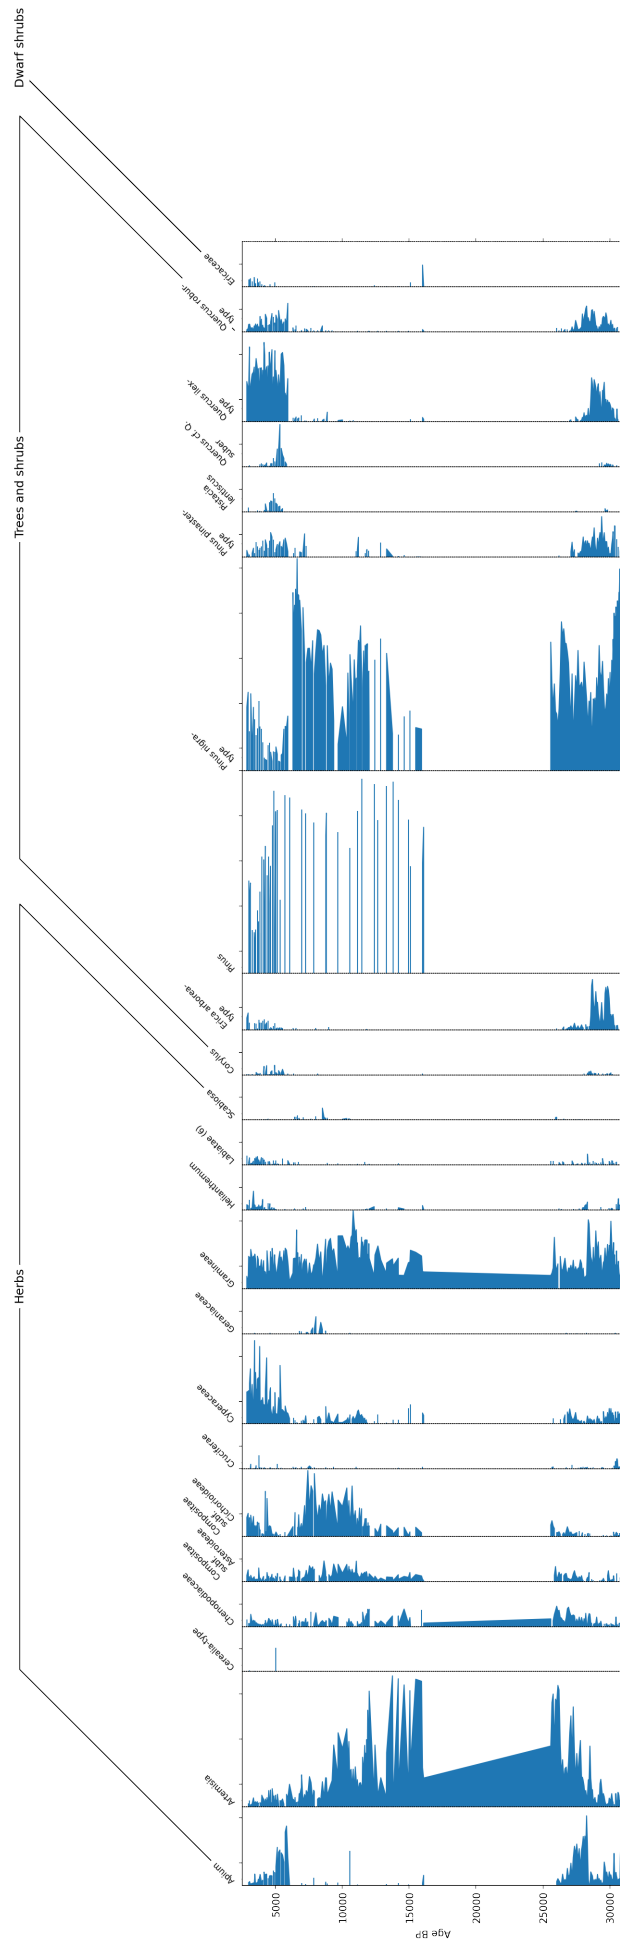 Dwarf shrubs
Trees and shrubs
Herbs
Ericaceae
Quercus robur-
type
Quercus ilex-
type
Quercus cf. Q.
suber
Pistacia
lentiscus
Pinus pinaster-
type
Pinus nigra-
type
Pinus
Erica arborea-
type
Corylus
Scabiosa
Labiatae (6)
Helianthemum
Gramineae
Geraniaceae
Cyperaceae
Cruciferae
Compositae
subf.
Cichorioideae
Compositae
subf.
Asteroideae
Chenopodiaceae
Cerealia-type
Artemisia
Apium
5000
10000
15000
20000
25000
30000
Age BP